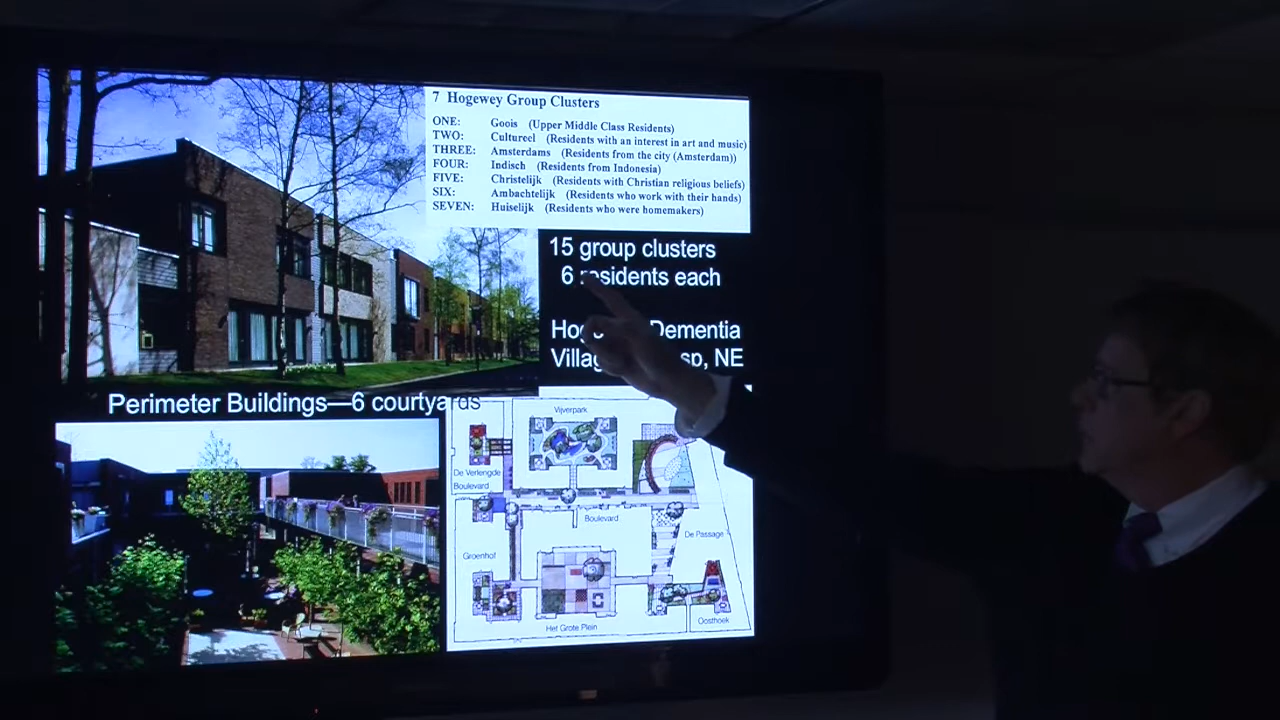 7 Hogewey Group Clusters
ONE: Goois (Upper Middle Class Residents)
TWO: Cultureel (Residents with an interest in art and music)
THREE: Amsterdams (Residents from the city (Amsterdam))
FOUR: Indisch (Residents from Indonesia)
FIVE: Christelijk (Residents with Christian religious beliefs)
SIX: Ambachtelijk (Residents who work with their hands)
SEVEN: Huiselijk (Residents who were homemakers)
15 group clusters
6 residents each
Dementia
NE
Perimeter Buildings—6 courtyards
Vijverpark
De Verlengde
Boulevard
Boulevard
De Passage
Groenhof
Oosthoek
Het Grote Plein